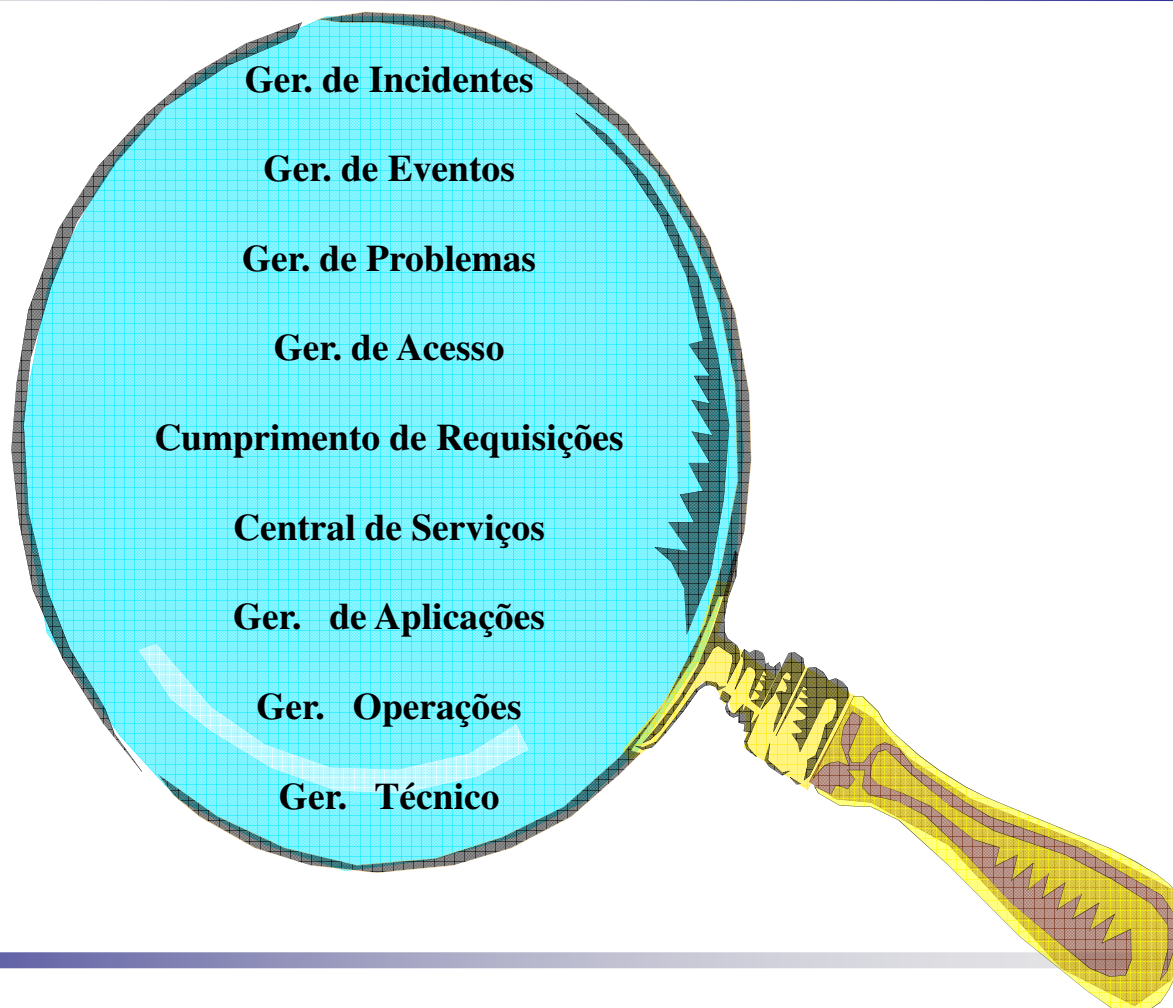 Ger. de Incidentes
Ger. de Eventos
Ger. de Problemas
Ger. de Acesso
Cumprimento de Requisições
Central de Serviços
Ger. de Aplicações
Ger. Operações
Ger. Técnico